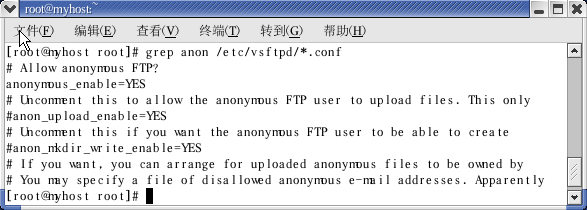 root@myhost:~
文件(F) 编辑(E) 查看(V) 终端(T) 转到(G) 帮助(H)
[root@myhost root]# grep anon /etc/vsftpd/*.conf
# Allow anonymous FTP?
anonymous_enable=YES
# Uncomment this to allow the anonymous FTP user to upload files. This only
#anon_upload_enable=YES
# Uncomment this if you want the anonymous FTP user to be able to create
#anon_mkdir_write_enable=YES
# If you want, you can arrange for uploaded anonymous files to be owned by
# You may specify a file of disallowed anonymous e-mail addresses. Apparently
[root@myhost root]#